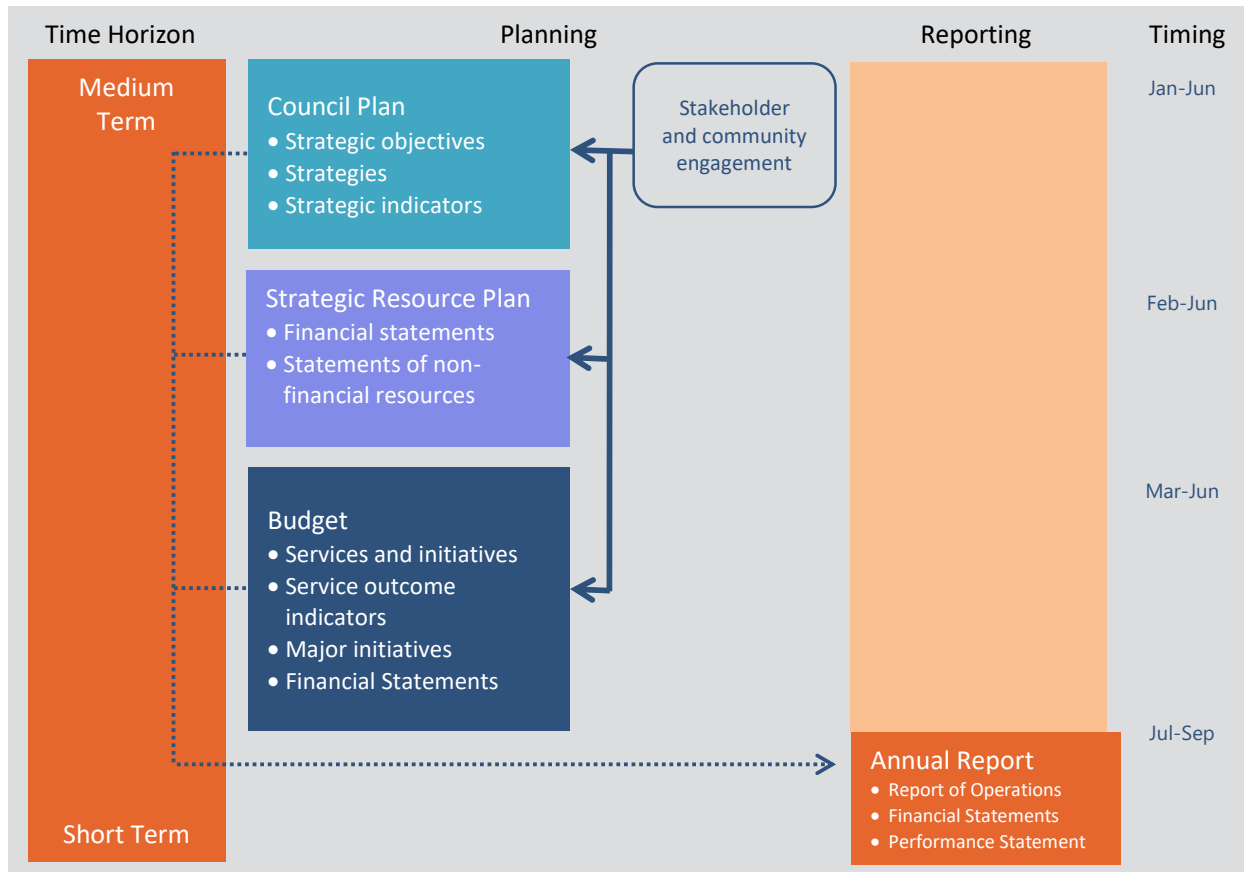 Time Horizon
Planning
Reporting
Timing
Medium
Term
Short Term
Council Plan
• Strategic objectives
• Strategies
• Strategic indicators
Stakeholder
and community
engagement
Strategic Resource Plan
• Financial statements
• Statements of non-
financial resources
Budget
• Services and initiatives
• Service outcome
indicators
• Major initiatives
• Financial Statements
Annual Report
• Report of Operations
• Financial Statements
• Performance Statement
Jan-Jun
Feb-Jun
Mar-Jun
Jul-Sep